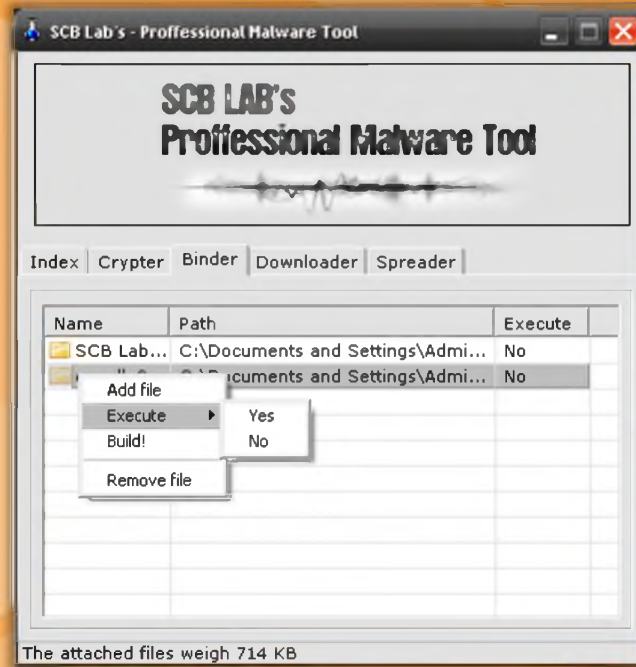 SCB Lab's - Proffessional Malware Tool
SCB LAB's
Proffessional Malware Tool
Index Crypter Binder Downloader Spreader
Name Path Execute
SCB Lab... C:\Documents and Settings\Admi... No
Documents and Settings\Admi... No
Add file
Execute Yes
Build! No
Remove file
The attached files weigh 714 KB